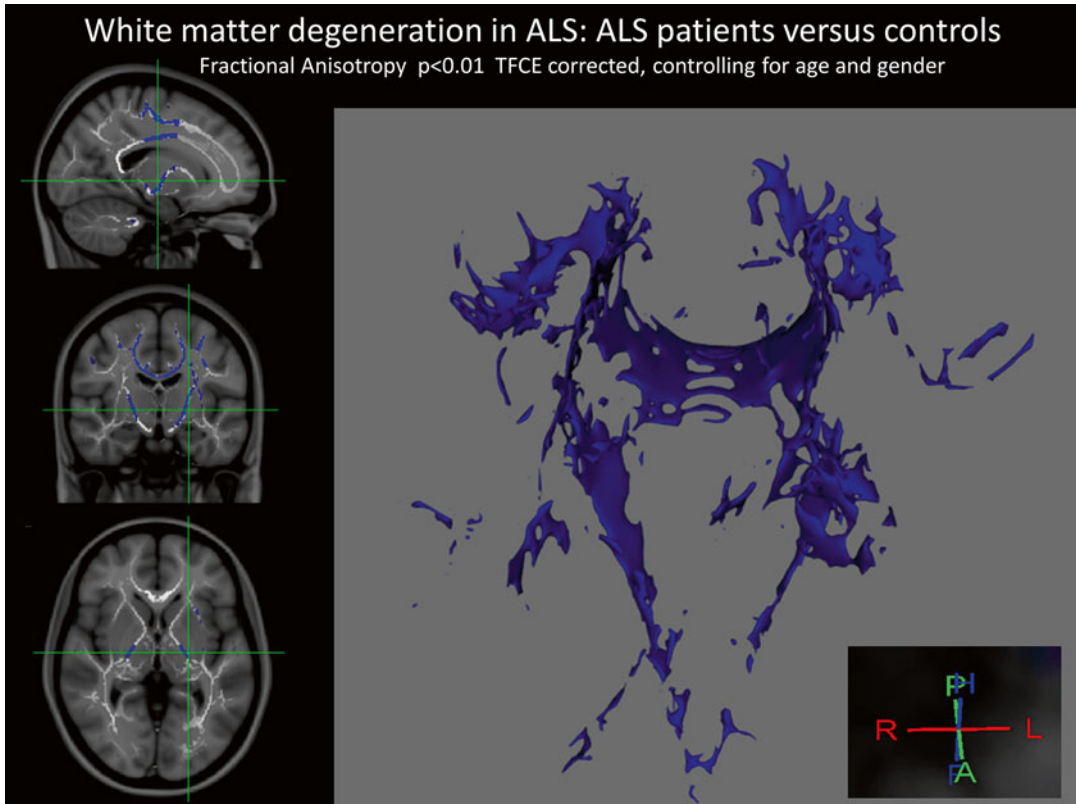 White matter degeneration in ALS: ALS patients versus controls
Fractional Anisotropy p<0.01 TFCE corrected, controlling for age and gender
P H
R L
F A